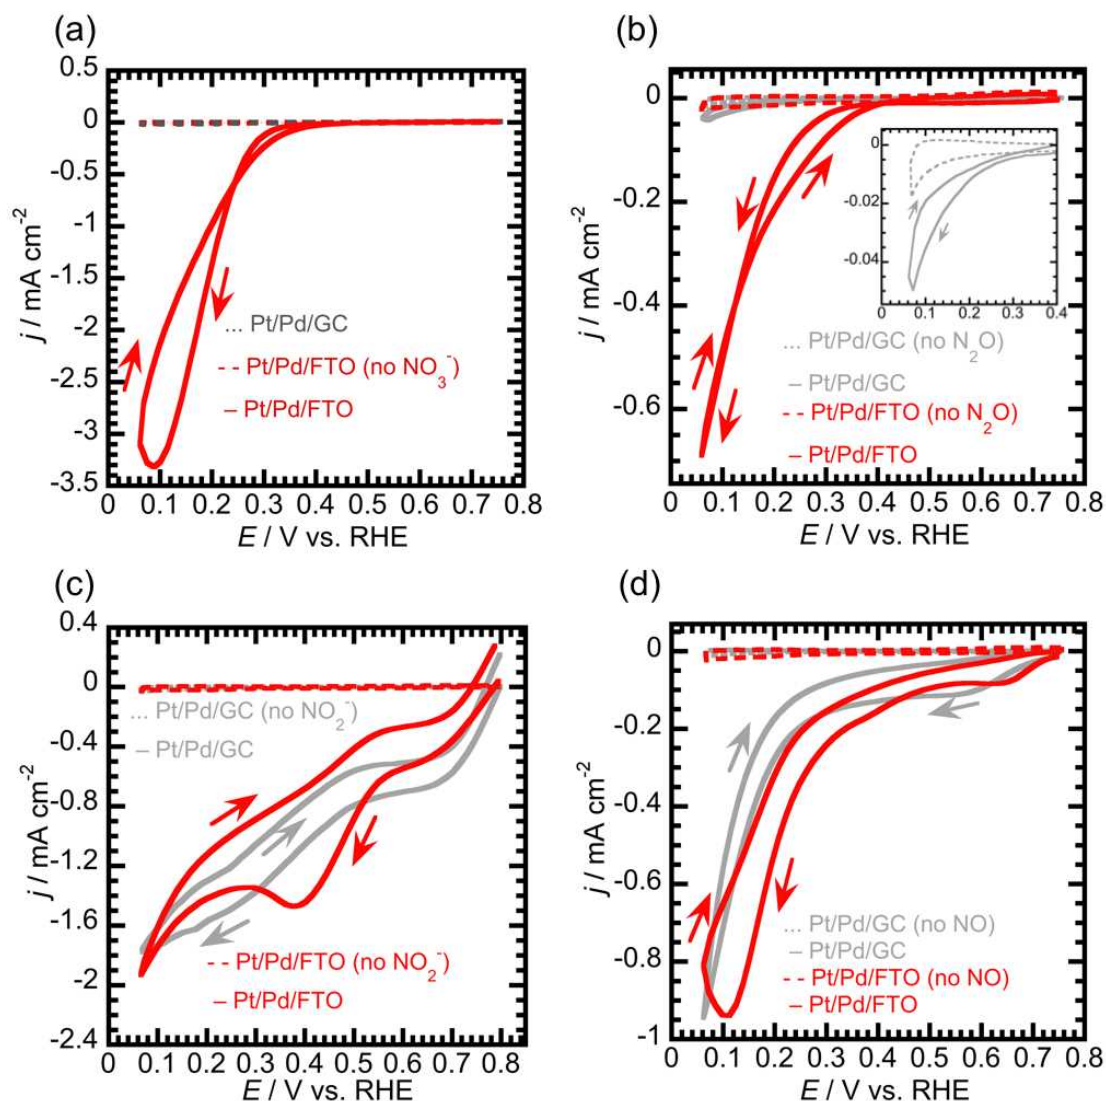 (a)
0.5
0
-0.5
-1
-1.5
-2
-2.5
-3
-3.5
j / mA cm⁻²
... Pt/Pd/GC
-- Pt/Pd/FTO (no NO₃⁻)
– Pt/Pd/FTO
0 0.1 0.2 0.3 0.4 0.5 0.6 0.7 0.8
E / V vs. RHE
(b)
0
-0.2
-0.4
-0.6
j / mA cm⁻²
0
-0.02
-0.04
0 0.1 0.2 0.3 0.4
... Pt/Pd/GC (no N₂O)
– Pt/Pd/GC
-- Pt/Pd/FTO (no N₂O)
– Pt/Pd/FTO
0 0.1 0.2 0.3 0.4 0.5 0.6 0.7 0.8
E / V vs. RHE
(c)
0.4
0
-0.4
-0.8
-1.2
-1.6
-2
-2.4
j / mA cm⁻²
... Pt/Pd/GC (no NO₂⁻)
– Pt/Pd/GC
-- Pt/Pd/FTO (no NO₂⁻)
– Pt/Pd/FTO
0 0.1 0.2 0.3 0.4 0.5 0.6 0.7 0.8
E / V vs. RHE
(d)
0
-0.2
-0.4
-0.6
-0.8
-1
j / mA cm⁻²
... Pt/Pd/GC (no NO)
– Pt/Pd/GC
-- Pt/Pd/FTO (no NO)
– Pt/Pd/FTO
0 0.1 0.2 0.3 0.4 0.5 0.6 0.7 0.8
E / V vs. RHE